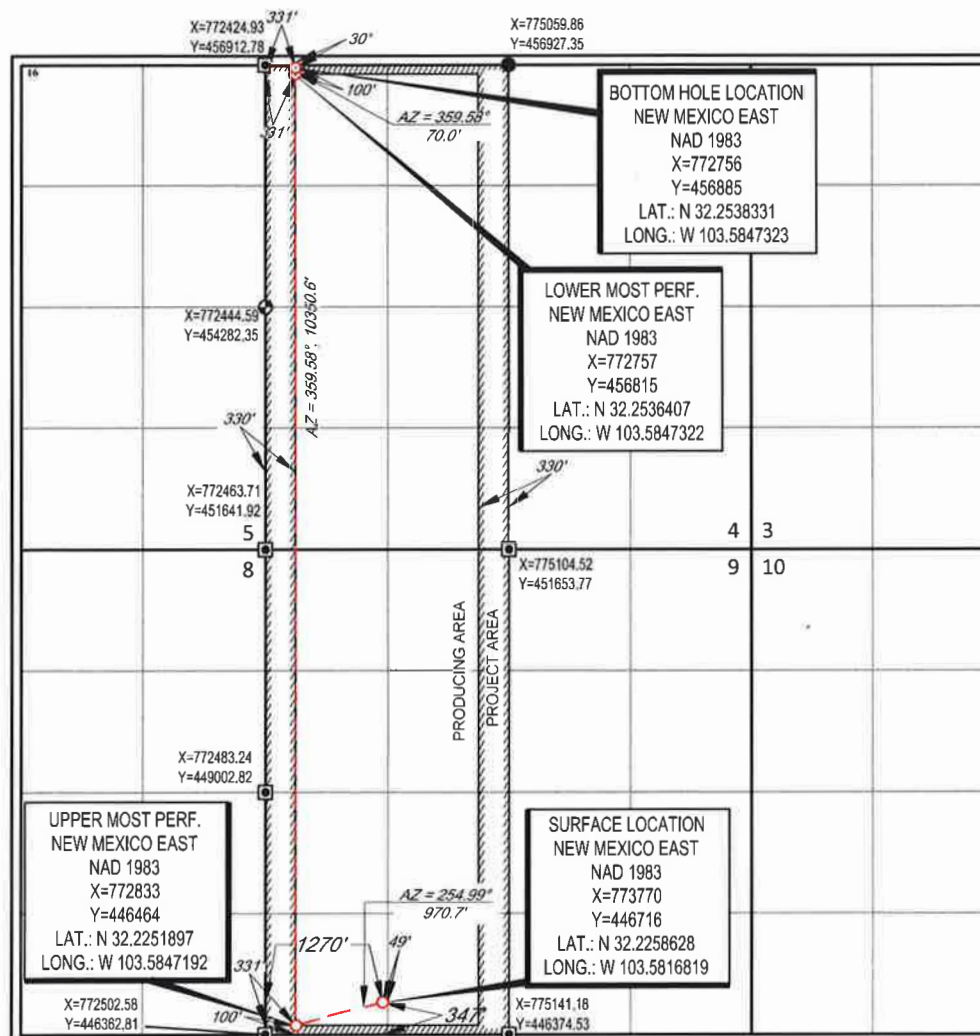 X=772424.93
Y=456912.78
331'
30'
X=775059.86
Y=456927.35
16
100'
331'
AZ = 359.58°
70.0'
BOTTOM HOLE LOCATION
NEW MEXICO EAST
NAD 1983
X=772756
Y=456885
LAT.: N 32.2538331
LONG.: W 103.5847323
LOWER MOST PERF.
NEW MEXICO EAST
NAD 1983
X=772757
Y=456815
LAT.: N 32.2536407
LONG.: W 103.5847322
X=772444.59
Y=454282.35
AZ = 359.58°, 10350.6'
330'
330'
X=772463.71
Y=451641.92
5
4
3
8
9
10
X=775104.52
Y=451653.77
PRODUCING AREA
PROJECT AREA
X=772483.24
Y=449002.82
UPPER MOST PERF.
NEW MEXICO EAST
NAD 1983
X=772833
Y=446464
LAT.: N 32.2251897
LONG.: W 103.5847192
SURFACE LOCATION
NEW MEXICO EAST
NAD 1983
X=773770
Y=446716
LAT.: N 32.2258628
LONG.: W 103.5816819
AZ = 254.99°
970.7'
1270'
49'
331'
100'
347'
X=772502.58
Y=446362.81
X=775141.18
Y=446374.53